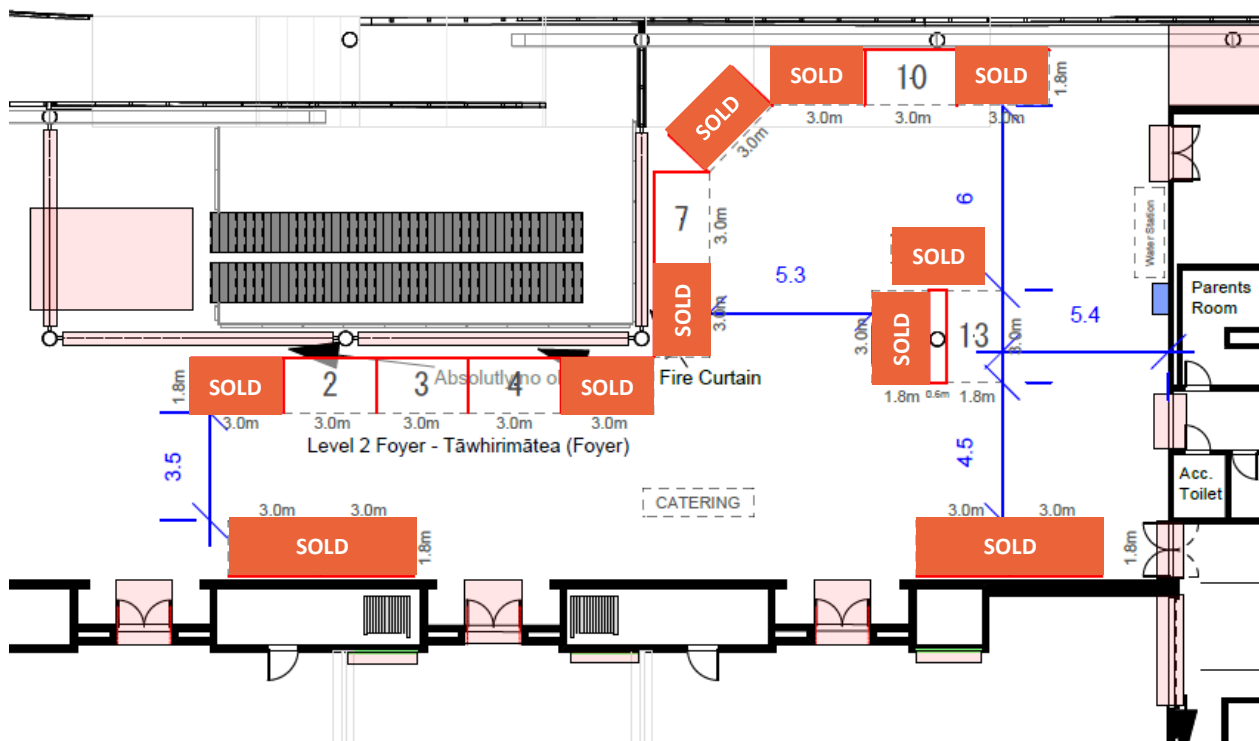 SOLD
10
SOLD
1.8m
SOLD
3.0m
3.0m
3.0m
3.0m
7
3.0m
6
Water Station
SOLD
5.3
Parents
Room
SOLD
3.0m
3.0m
SOLD
13
3.0m
5.4
Absolutly no o
Fire Curtain
1.8m
SOLD
2
3
4
SOLD
1.8m
0.6m
1.8m
3.0m
3.0m
3.0m
3.0m
3.0m
Level 2 Foyer - Tāwhirimātea (Foyer)
3.5
4.5
Acc.
Toilet
CATERING
3.0m
3.0m
3.0m
3.0m
SOLD
1.8m
SOLD
1.8m